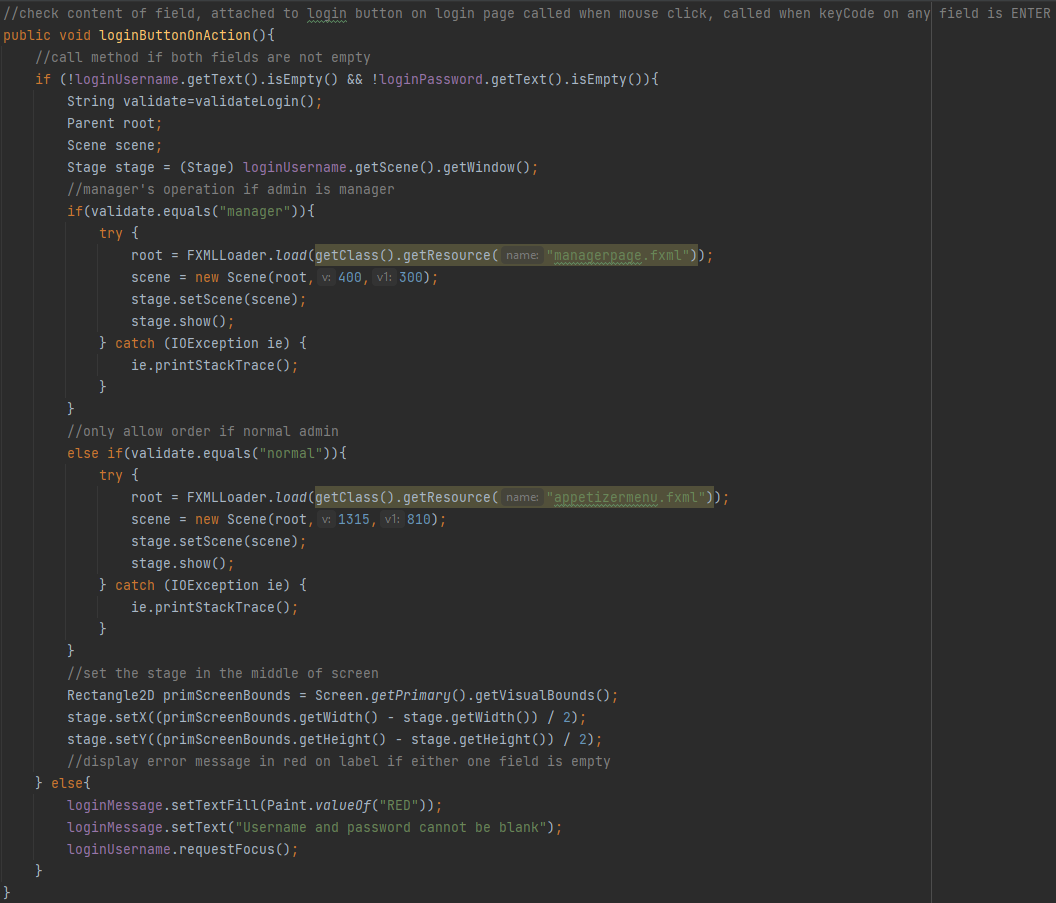 //check content of field, attached to login button on login page called when mouse click, called when keyCode on any field is ENTER
public void loginButtonOnAction(){
    //call method if both fields are not empty
    if (!loginUsername.getText().isEmpty() && !loginPassword.getText().isEmpty()){
        String validate=validateLogin();
        Parent root;
        Scene scene;
        Stage stage = (Stage) loginUsername.getScene().getWindow();
        //manager's operation if admin is manager
        if(validate.equals("manager")){
            try {
                root = FXMLLoader.load(getClass().getResource( name: "managerpage.fxml"));
                scene = new Scene(root, v: 400, v1: 300);
                stage.setScene(scene);
                stage.show();
            } catch (IOException ie) {
                ie.printStackTrace();
            }
        }
        //only allow order if normal admin
        else if(validate.equals("normal")){
            try {
                root = FXMLLoader.load(getClass().getResource( name: "appetizermenu.fxml"));
                scene = new Scene(root, v: 1315, v1: 810);
                stage.setScene(scene);
                stage.show();
            } catch (IOException ie) {
                ie.printStackTrace();
            }
        }
        //set the stage in the middle of screen
        Rectangle2D primScreenBounds = Screen.getPrimary().getVisualBounds();
        stage.setX((primScreenBounds.getWidth() - stage.getWidth()) / 2);
        stage.setY((primScreenBounds.getHeight() - stage.getHeight()) / 2);
        //display error message in red on label if either one field is empty
    } else{
        loginMessage.setTextFill(Paint.valueOf("RED"));
        loginMessage.setText("Username and password cannot be blank");
        loginUsername.requestFocus();
    }
}